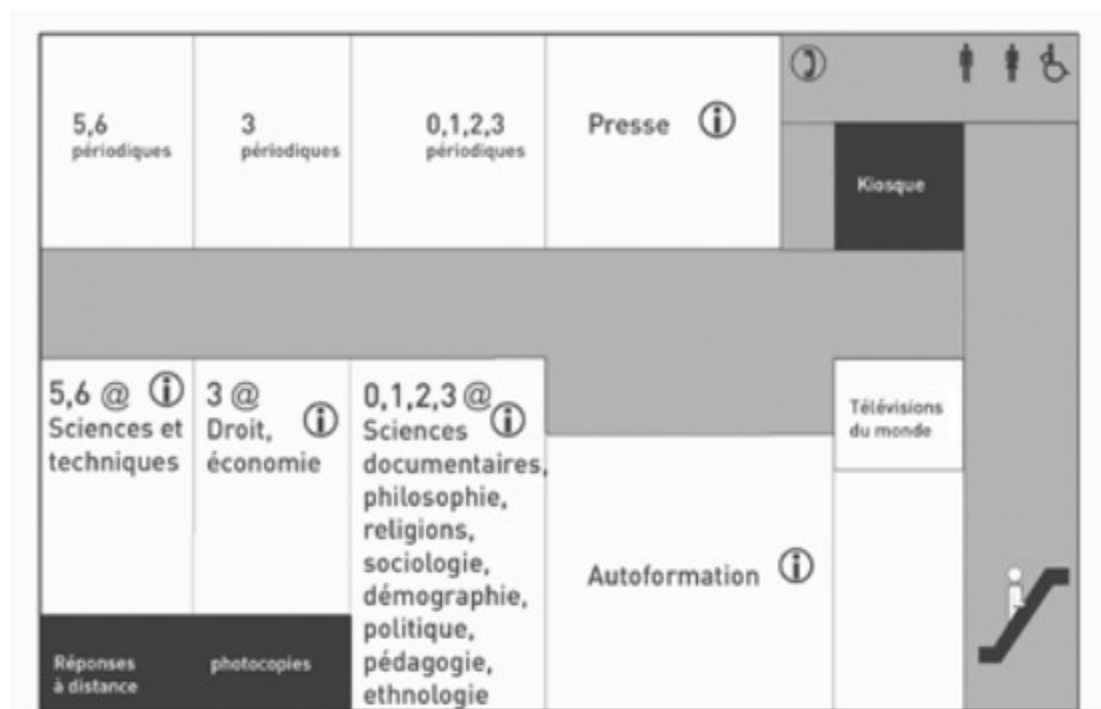 5,6
périodiques
3
périodiques
0,1,2,3
périodiques
Presse
Kiosque
5,6 @
Sciences et
techniques
3 @
Droit,
économie
0,1,2,3 @
Sciences
documentaires,
philosophie,
religions,
sociologie,
démographie,
politique,
pédagogie,
ethnologie
Télévisions
du monde
Autoformation
Réponses
à distance
photocopies